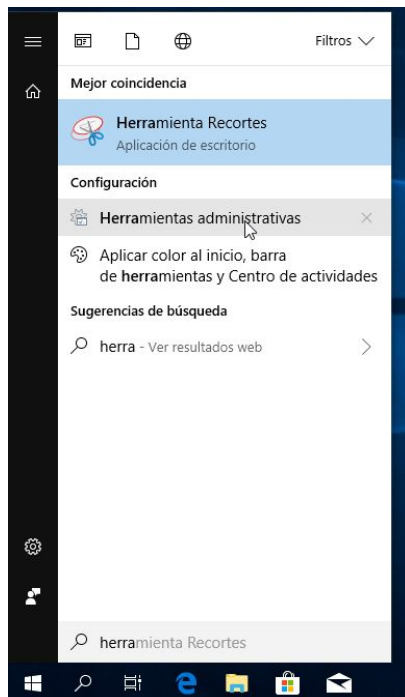 Filtros
Mejor coincidencia
Herramienta Recortes
Aplicación de escritorio
Configuración
Herramientas administrativas
Aplicar color al inicio, barra
de herramientas y Centro de actividades
Sugerencias de búsqueda
herra - Ver resultados web
herramienta Recortes